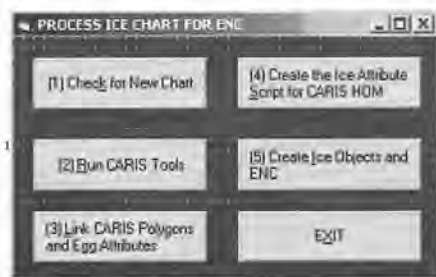 PROCESS ICE CHART FOR ENC
(1) Check for New Chart
(4) Create the Ice Attribute
Script for CARIS HOM
1
(2) Run CARIS Tools
(5) Create Ice Objects and
ENC
(3) Link CARIS Polygons
and Egg Attributes
EXIT